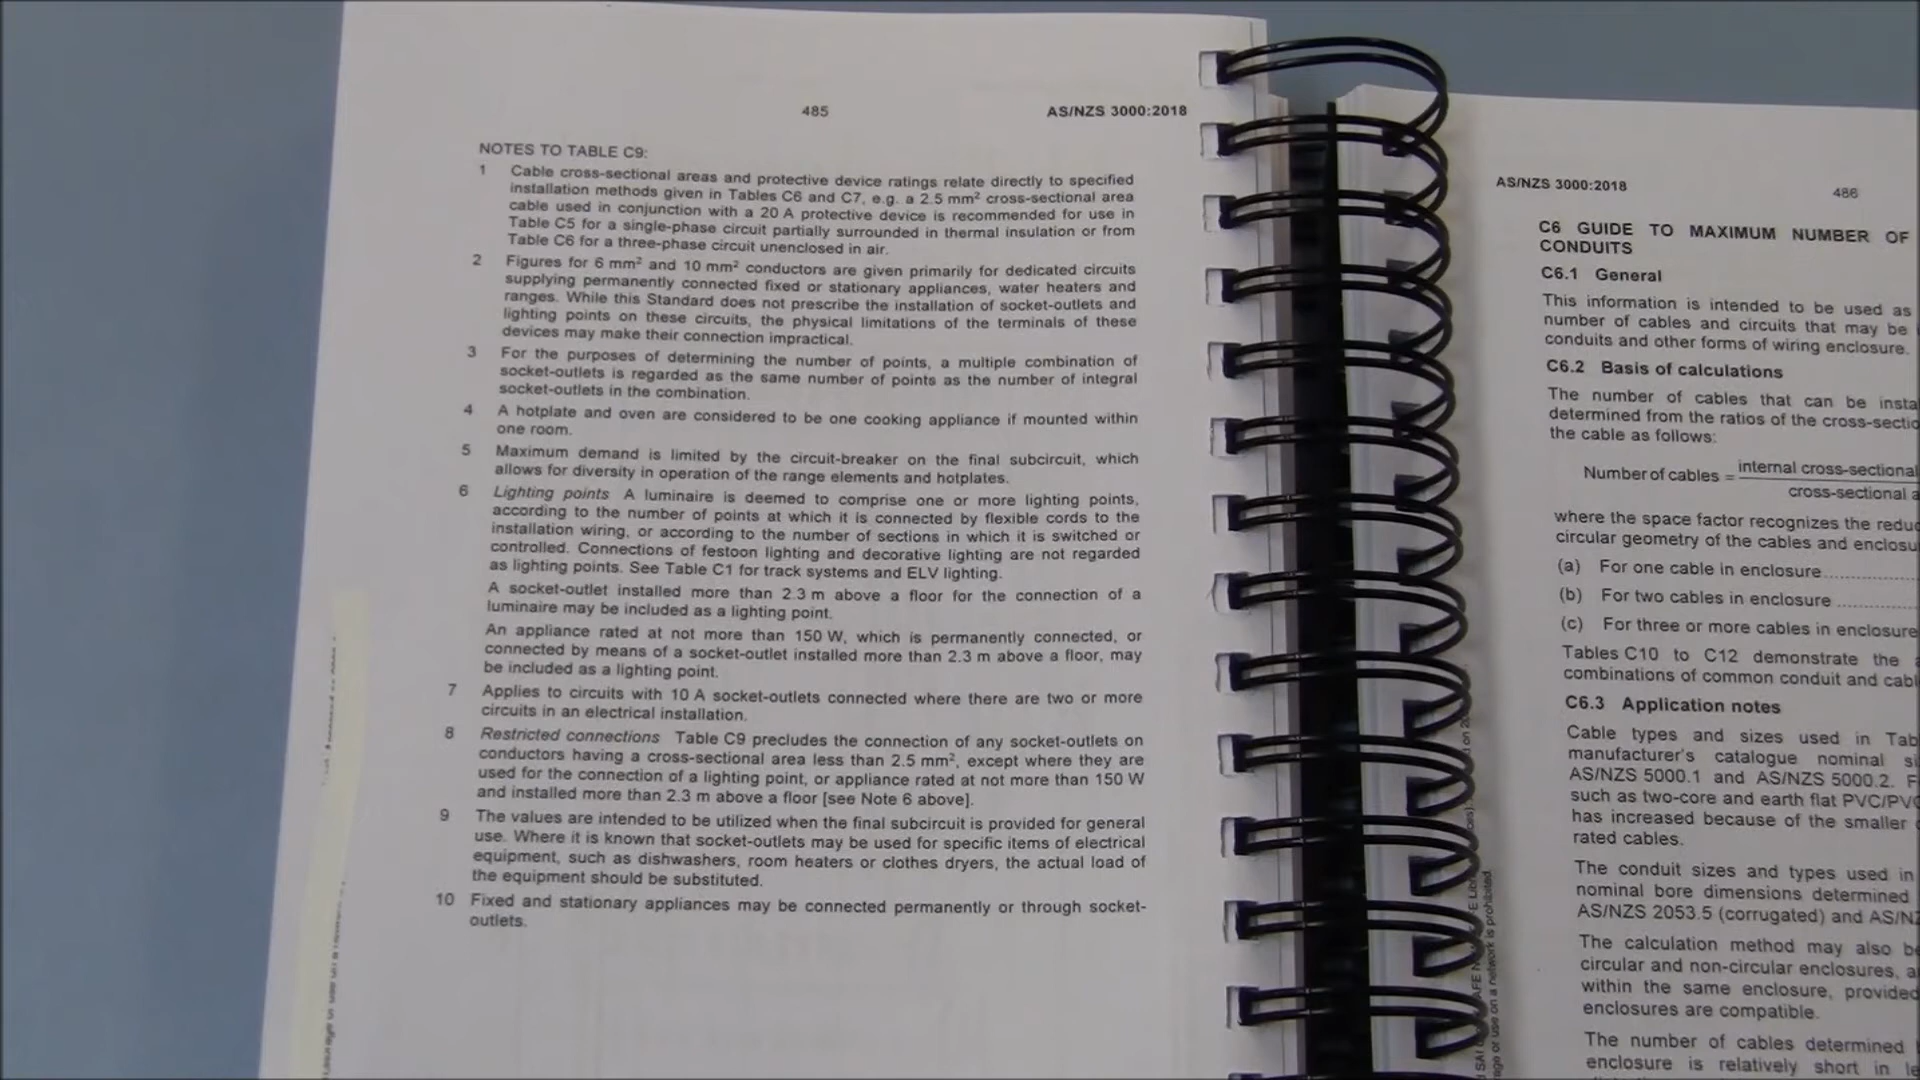 485 AS/NZS 3000:2018
NOTES TO TABLE C9:
1 Cable cross-sectional areas and protective device ratings relate directly to specified
installation methods given in Tables C6 and C7, e.g. a 2.5 mm² cross-sectional area
cable used in conjunction with a 20 A protective device is recommended for use in
Table C5 for a single-phase circuit partially surrounded in thermal insulation or from
Table C6 for a three-phase circuit unenclosed in air.
2 Figures for 6 mm² and 10 mm² conductors are given primarily for dedicated circuits
supplying permanently connected fixed or stationary appliances, water heaters and
ranges. While this Standard does not prescribe the installation of socket-outlets and
lighting points on these circuits, the physical limitations of the terminals of these
devices may make their connection impractical.
3 For the purposes of determining the number of points, a multiple combination of
socket-outlets is regarded as the same number of points as the number of integral
socket-outlets in the combination.
4 A hotplate and oven are considered to be one cooking appliance if mounted within
one room.
5 Maximum demand is limited by the circuit-breaker on the final subcircuit, which
allows for diversity in operation of the range elements and hotplates.
6 Lighting points A luminaire is deemed to comprise one or more lighting points,
according to the number of points at which it is connected by flexible cords to the
installation wiring, or according to the number of sections in which it is switched or
controlled. Connections of festoon lighting and decorative lighting are not regarded
as lighting points. See Table C1 for track systems and ELV lighting.
A socket-outlet installed more than 2.3 m above a floor for the connection of a
luminaire may be included as a lighting point.
An appliance rated at not more than 150 W, which is permanently connected, or
connected by means of a socket-outlet installed more than 2.3 m above a floor, may
be included as a lighting point.
7 Applies to circuits with 10 A socket-outlets connected where there are two or more
circuits in an electrical installation.
8 Restricted connections Table C9 precludes the connection of any socket-outlets on
conductors having a cross-sectional area less than 2.5 mm², except where they are
used for the connection of a lighting point, or appliance rated at not more than 150 W
and installed more than 2.3 m above a floor [see Note 6 above].
9 The values are intended to be utilized when the final subcircuit is provided for general
use. Where it is known that socket-outlets may be used for specific items of electrical
equipment, such as dishwashers, room heaters or clothes dryers, the actual load of
the equipment should be substituted.
10 Fixed and stationary appliances may be connected permanently or through socket-
outlets.
AS/NZS 3000:2018 486
C6 GUIDE TO MAXIMUM NUMBER OF
CONDUITS
C6.1 General
This information is intended to be used as
number of cables and circuits that may be
conduits and other forms of wiring enclosure.
C6.2 Basis of calculations
The number of cables that can be insta
determined from the ratios of the cross-sectio
the cable as follows:
Number of cables = internal cross-sectional
cross-sectional a
where the space factor recognizes the redu
circular geometry of the cables and enclosu
(a) For one cable in enclosure
(b) For two cables in enclosure
(c) For three or more cables in enclosure
Tables C10 to C12 demonstrate the
combinations of common conduit and cabl
C6.3 Application notes
Cable types and sizes used in Tab
manufacturer's catalogue nominal si
AS/NZS 5000.1 and AS/NZS 5000.2. F
such as two-core and earth flat PVC/PVC
has increased because of the smaller
rated cables.
The conduit sizes and types used in
nominal bore dimensions determined
AS/NZS 2053.5 (corrugated) and AS/NZ
The calculation method may also be
circular and non-circular enclosures, a
within the same enclosure, provided
enclosures are compatible.
The number of cables determined
enclosure is relatively short in le